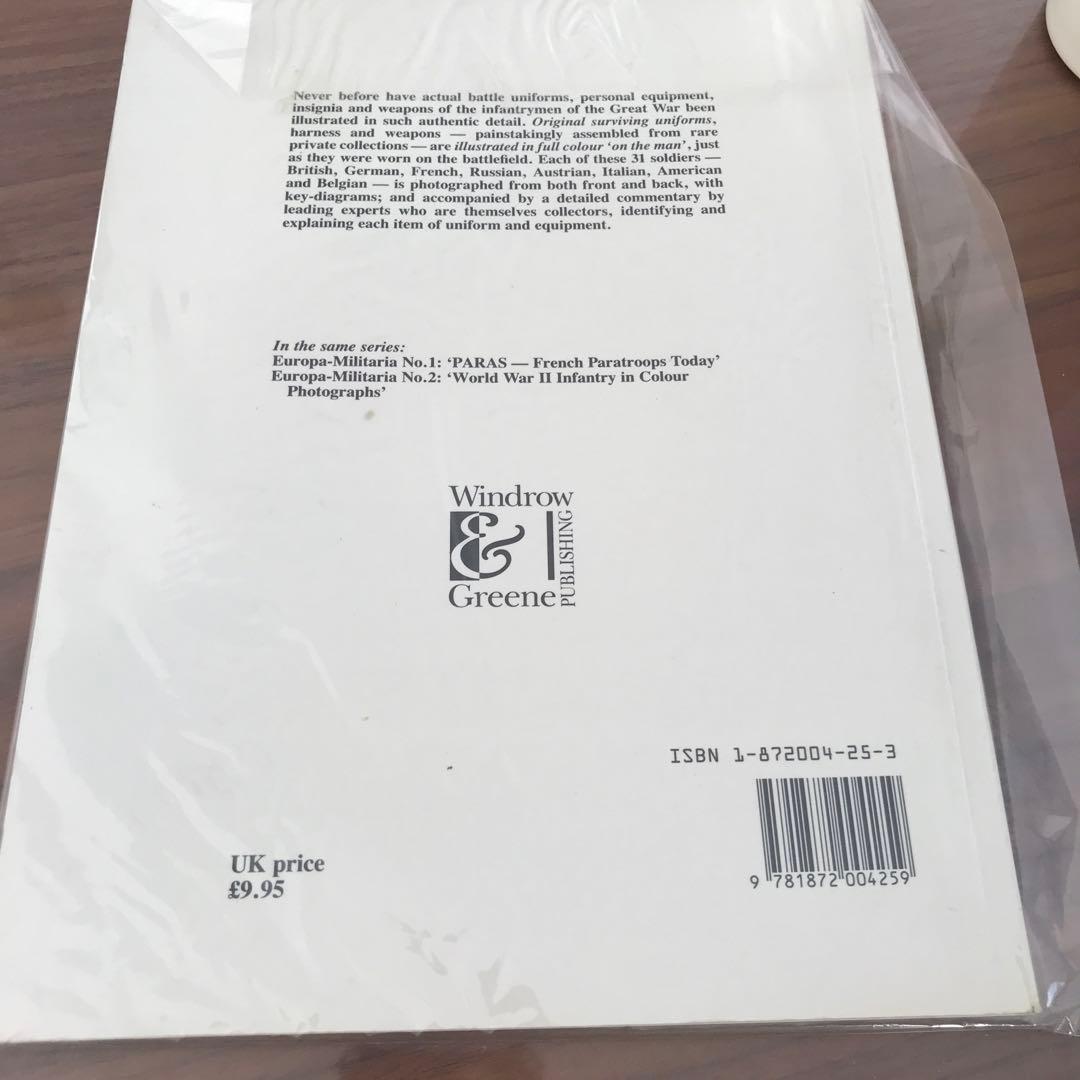 Never before have actual battle uniforms, personal equipment,
insignia and weapons of the infantrymen of the Great War been
illustrated in such authentic detail. Original surviving uniforms,
harness and weapons — painstakingly assembled from rare
private collections — are illustrated in full colour ‘on the man’, just
as they were worn on the battlefield. Each of these 31 soldiers —
British, German, French, Russian, Austrian, Italian, American
and Belgian — is photographed from both front and back, with
key-diagrams; and accompanied by a detailed commentary by
leading experts who are themselves collectors, identifying and
explaining each item of uniform and equipment.
In the same series:
Europa-Militaria No.1: ‘PARAS — French Paratroops Today’
Europa-Militaria No.2: ‘World War II Infantry in Colour
Photographs’
Windrow
&
Greene
PUBLISHING
ISBN 1-872004-25-3
9 781872 004259
UK price
£9.95